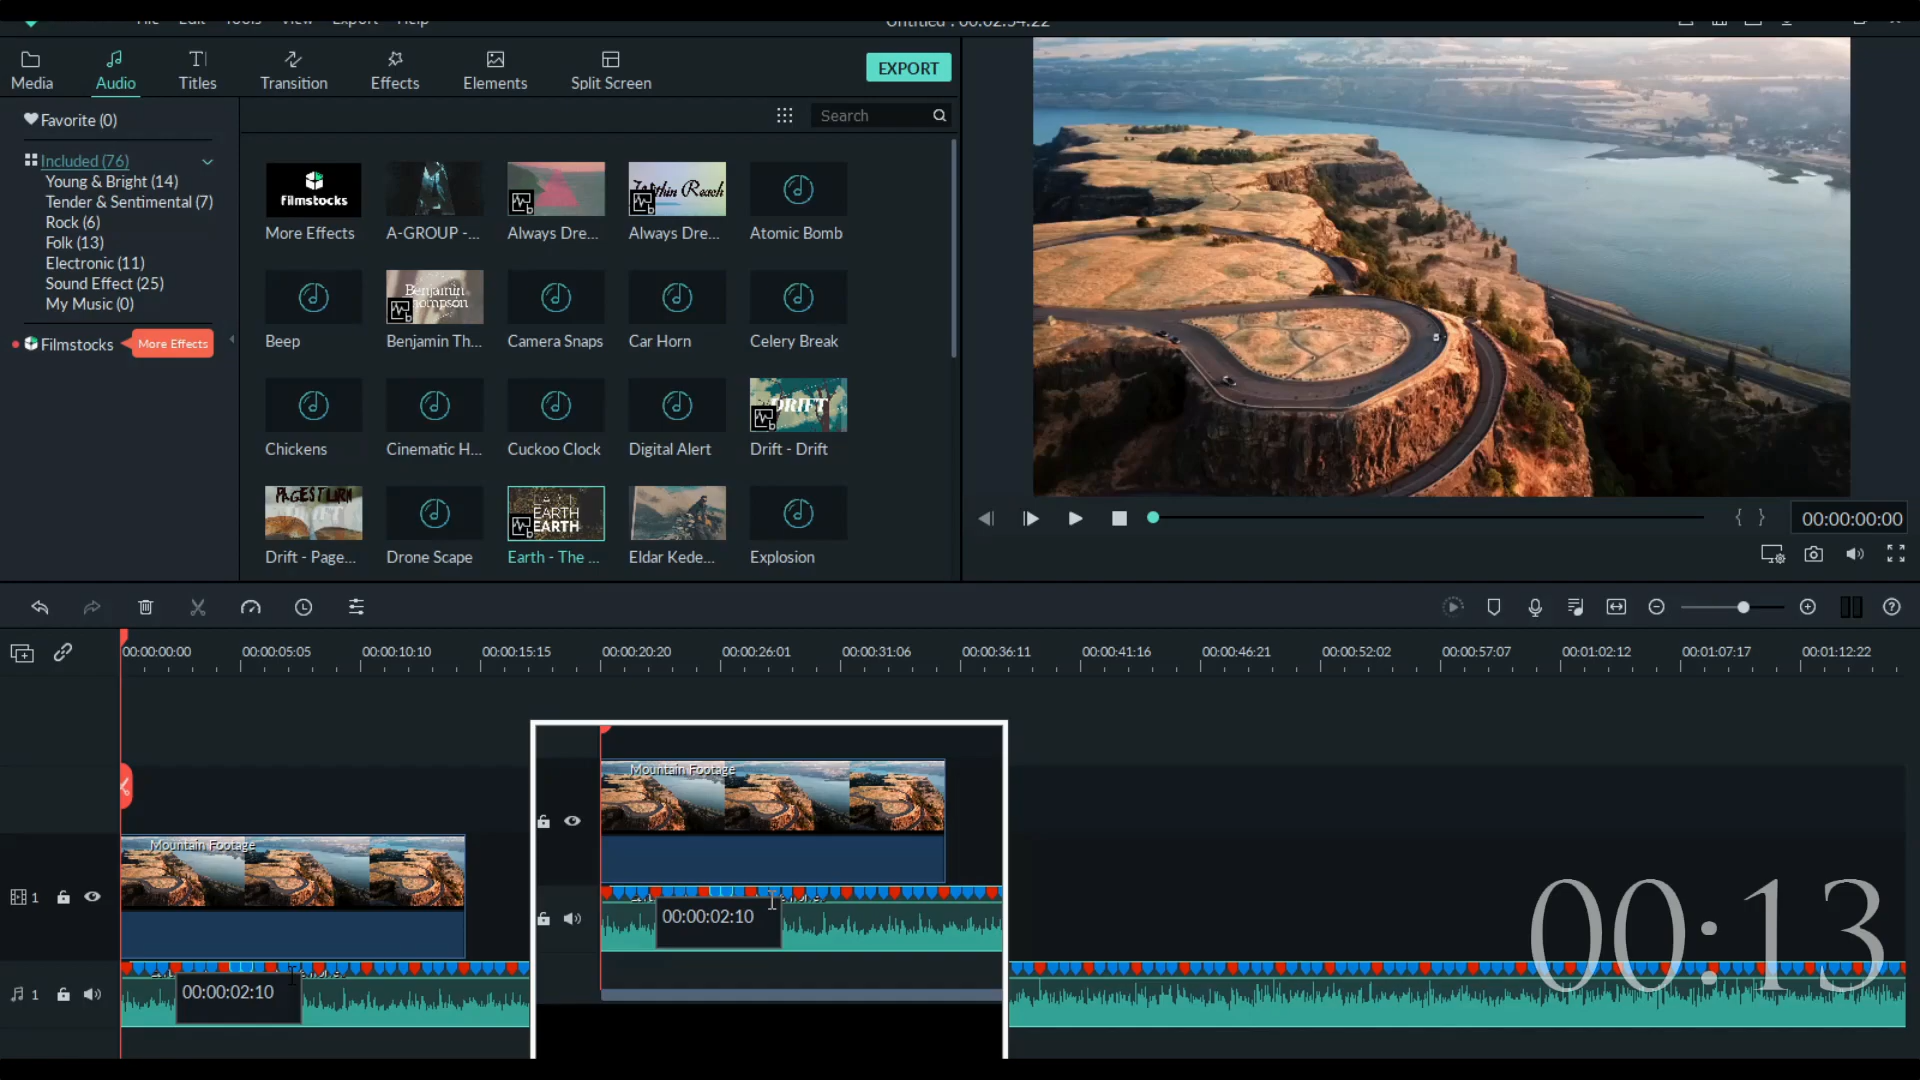 File Edit Tools View Export Help
Untitled : 00:02:54:22
Media
Audio
Titles
Transition
Effects
Elements
Split Screen
EXPORT
Favorite (0)
Included (76)
Young & Bright (14)
Tender & Sentimental (7)
Rock (6)
Folk (13)
Electronic (11)
Sound Effect (25)
My Music (0)
Filmstocks
More Effects
Search
Filmstocks
Within Reach
More Effects
A-GROUP -...
Always Dre...
Always Dre...
Atomic Bomb
Benjamin
Thompson
Beep
Benjamin Th...
Camera Snaps
Car Horn
Celery Break
DRIFT
Chickens
Cinematic H...
Cuckoo Clock
Digital Alert
Drift - Drift
PAGES TURN
DRIFT
EARTH
EARTH
EARTH
Drift - Page...
Drone Scape
Earth - The ...
Eldar Kede...
Explosion
00:00:00:00
00:00:00:00
00:00:05:05
00:00:10:10
00:00:15:15
00:00:20:20
00:00:26:01
00:00:31:06
00:00:36:11
00:00:41:16
00:00:46:21
00:00:52:02
00:00:57:07
00:01:02:12
00:01:07:17
00:01:12:22
Mountain Footage
00:00:02:10
Mountain Footage
1
1
00:00:02:10
00:13